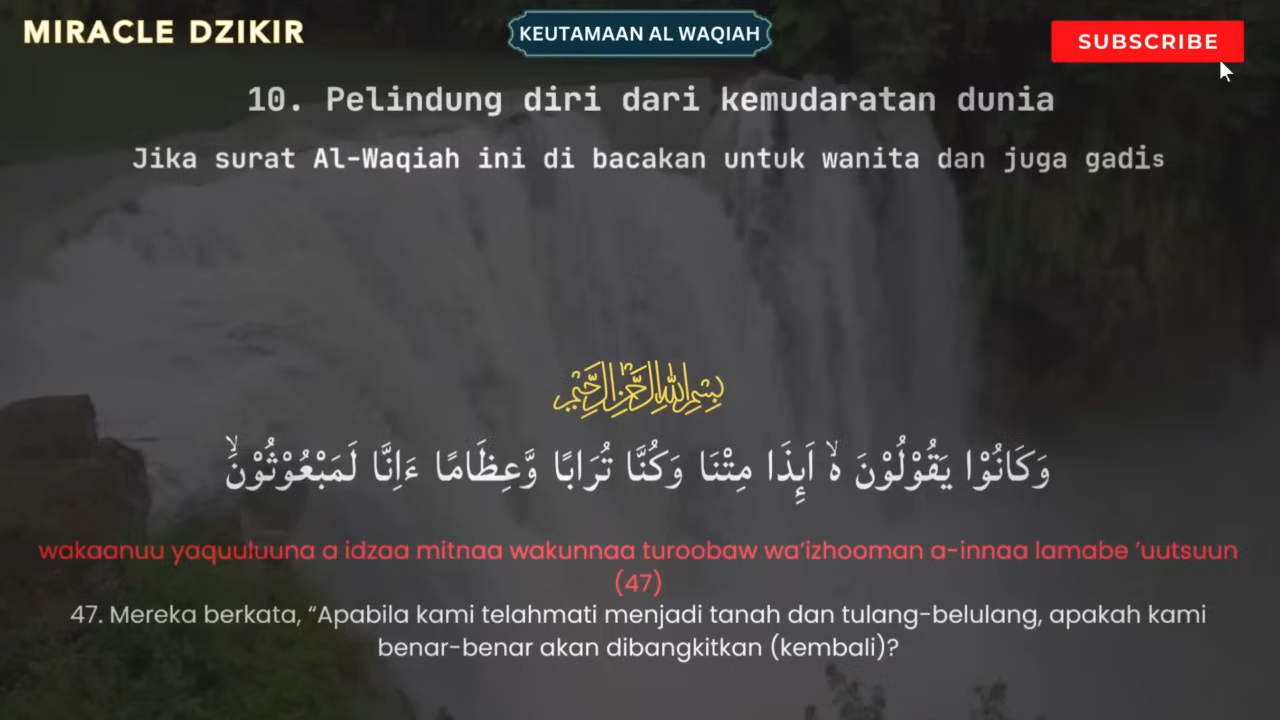 MIRACLE DZIKIR
KEUTAMAAN AL WAQIAH
SUBSCRIBE
10. Pelindung diri dari kemudaratan dunia
Jika surat Al-Waqiah ini di bacakan untuk wanita dan juga gadis
بِسْمِ اللهِ الرَّحْمٰنِ الرَّحِيْمِ
وَكَانُوْا يَقُوْلُوْنَ ەۙ اَىِٕذَا مِتْنَا وَكُنَّا تُرَابًا وَّعِظَامًا ءَاِنَّا لَمَبْعُوْثُوْنَۙ
wakaanuu yaquuluuna a idzaa mitnaa wakunnaa turoobaw wa’izhooman a-innaa lamabe ’uutsuun
(47)
47. Mereka berkata, “Apabila kami telahmati menjadi tanah dan tulang-belulang, apakah kami
benar-benar akan dibangkitkan (kembali)?